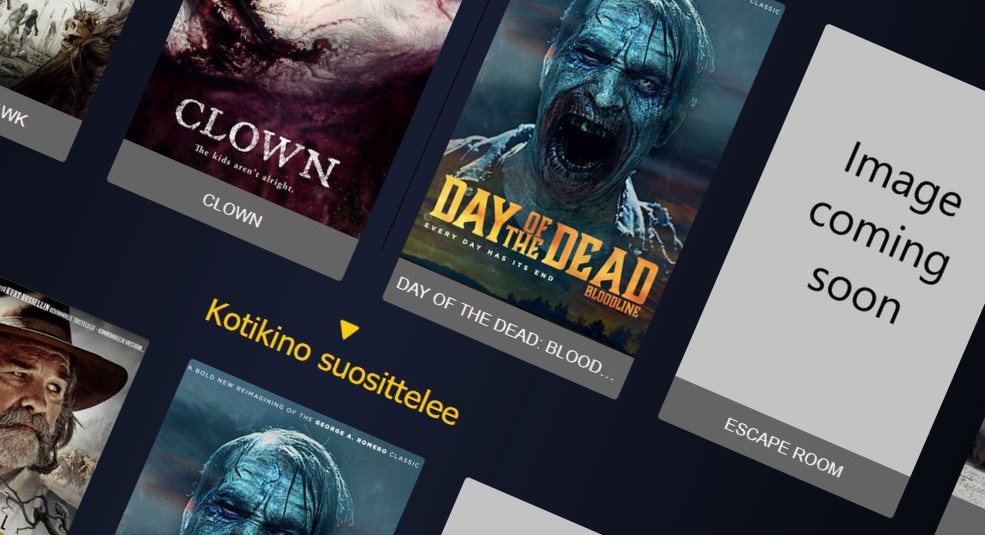 WK
CLOWN
The kids aren't alright.
CLOWN
CLASSIC
DAY OF THE DEAD
BLOODLINE
EVERY DAY HAS ITS END
DAY OF THE DEAD: BLOOD...
Image
coming
soon
ESCAPE ROOM
Kotikino suosittelee
A BOLD NEW REIMAGINING OF THE GEORGE A. ROMERO CLASSIC